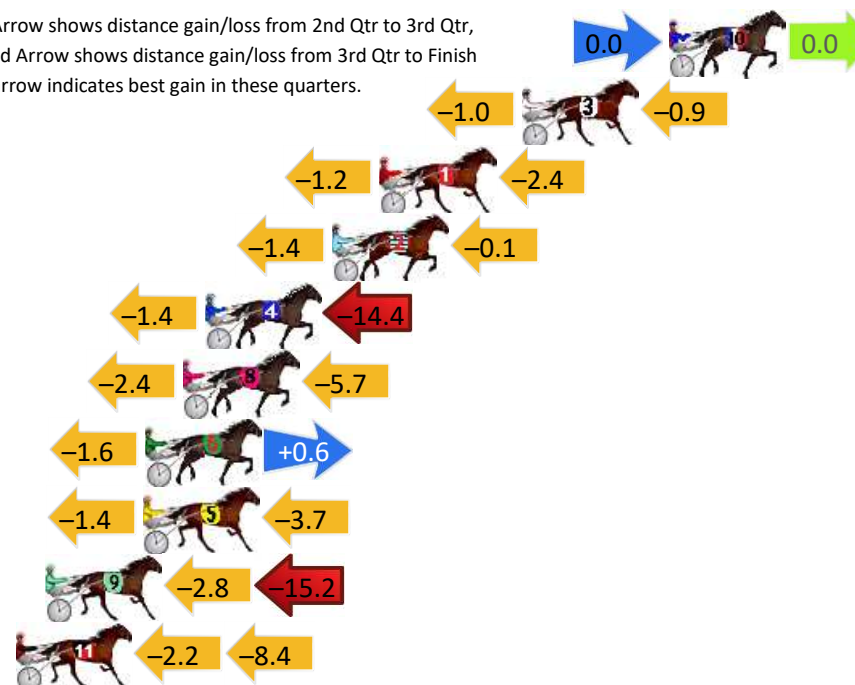 Arrow shows distance gain/loss from 2nd Qtr to 3rd Qtr,
d Arrow shows distance gain/loss from 3rd Qtr to Finish
rrow indicates best gain in these quarters.
0.0 10 0.0
–1.0 3 –0.9
–1.2 1 –2.4
–1.4 2 –0.1
–1.4 4 –14.4
–2.4 8 –5.7
–1.6 +0.6
–1.4 5 –3.7
9 –2.8 –15.2
11 –2.2 –8.4